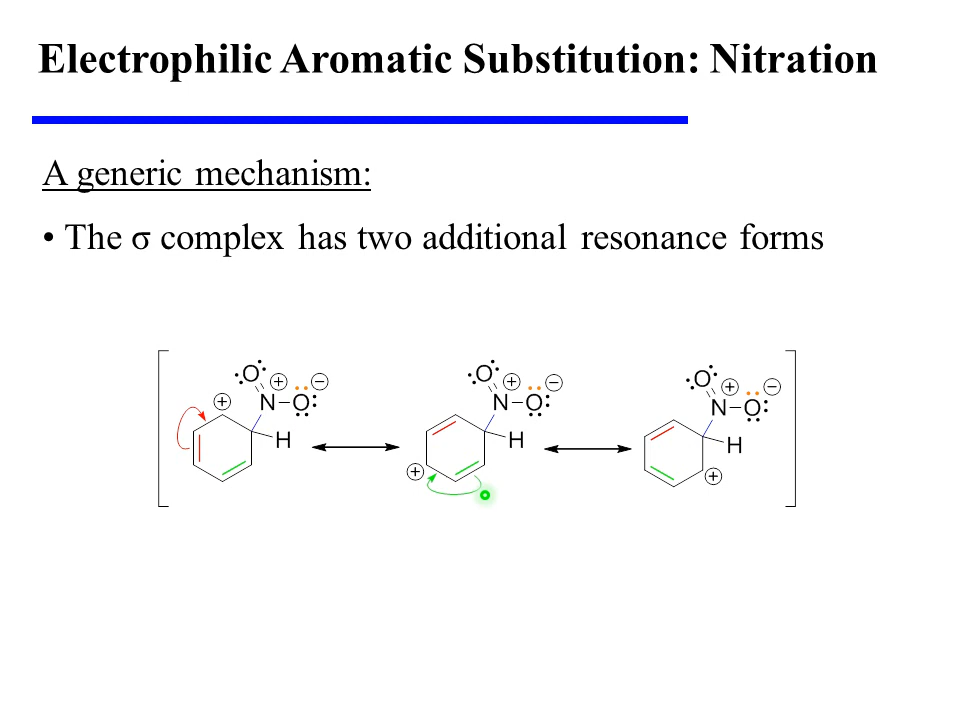 Electrophilic Aromatic Substitution: Nitration
A generic mechanism:
• The σ complex has two additional resonance forms
O + − O + − O + −
+ N O N O N O
H H H
+ +